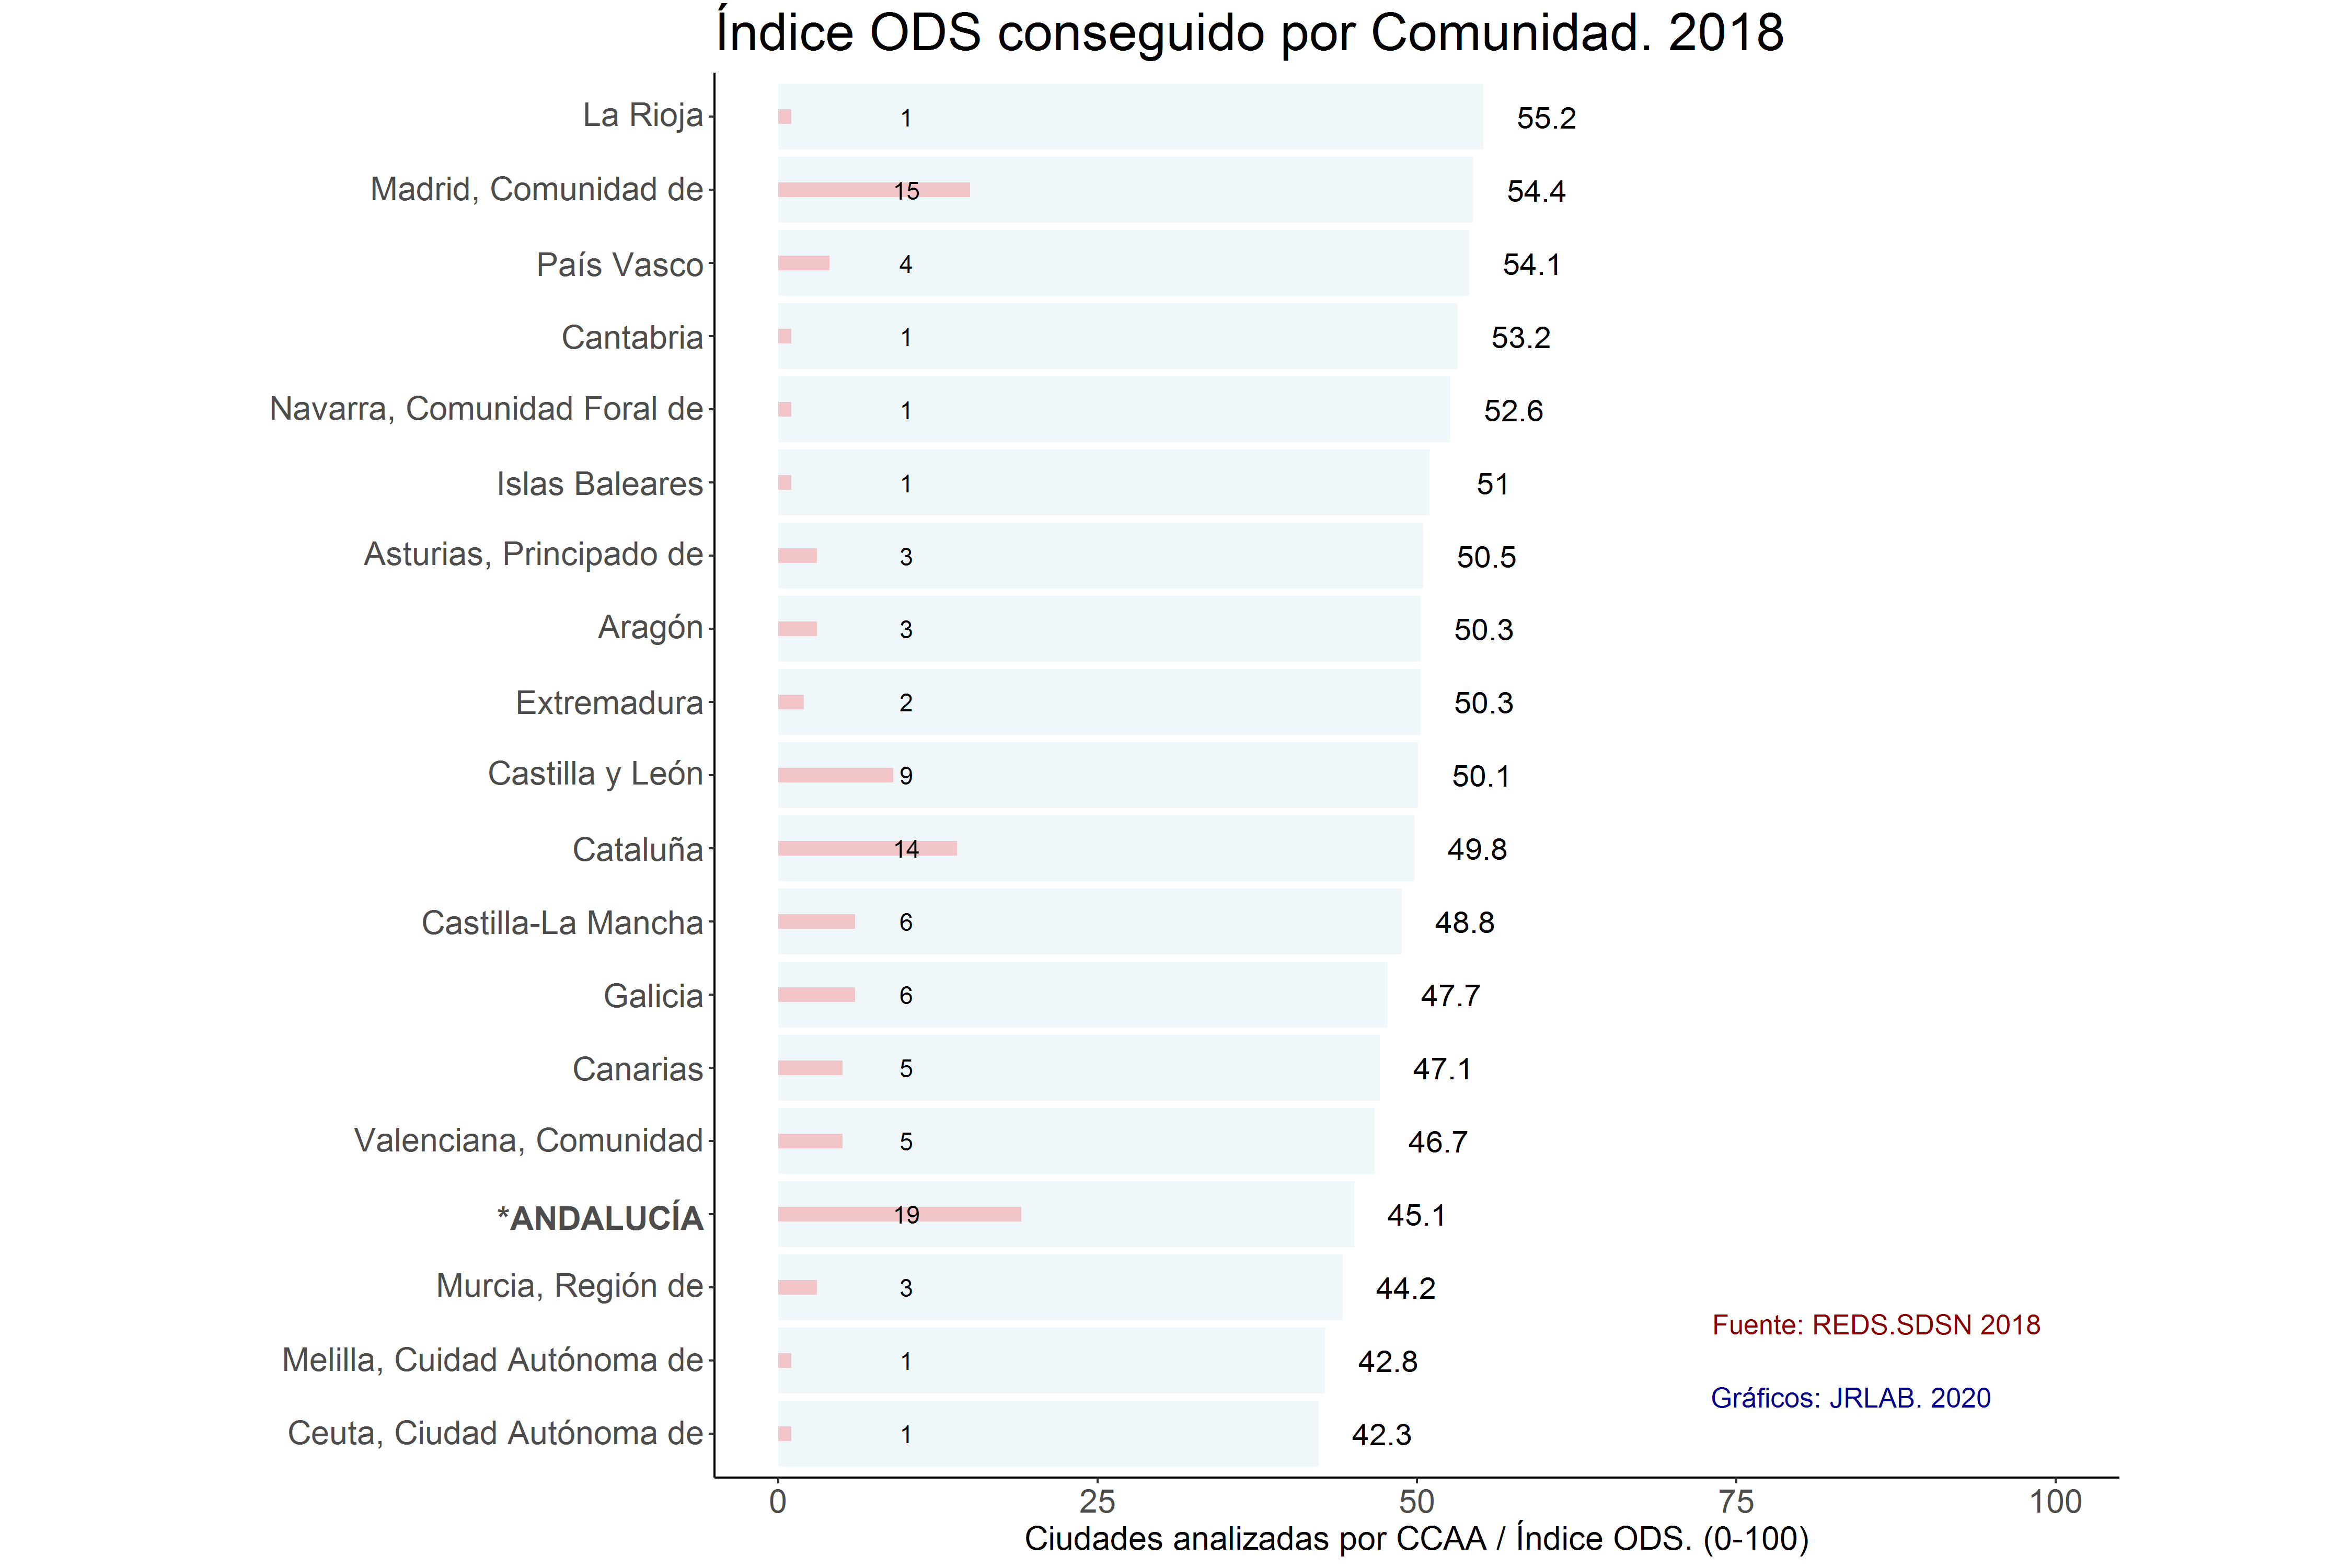 Índice ODS conseguido por Comunidad. 2018
La Rioja 1 55.2
Madrid, Comunidad de 15 54.4
País Vasco 4 54.1
Cantabria 1 53.2
Navarra, Comunidad Foral de 1 52.6
Islas Baleares 1 51
Asturias, Principado de 3 50.5
Aragón 3 50.3
Extremadura 2 50.3
Castilla y León 9 50.1
Cataluña 14 49.8
Castilla-La Mancha 6 48.8
Galicia 6 47.7
Canarias 5 47.1
Valenciana, Comunidad 5 46.7
*ANDALUCÍA 19 45.1
Murcia, Región de 3 44.2
Fuente: REDS.SDSN 2018
Melilla, Cuidad Autónoma de 1 42.8
Gráficos: JRLAB. 2020
Ceuta, Ciudad Autónoma de 1 42.3
0 25 50 75 100
Ciudades analizadas por CCAA / Índice ODS. (0-100)